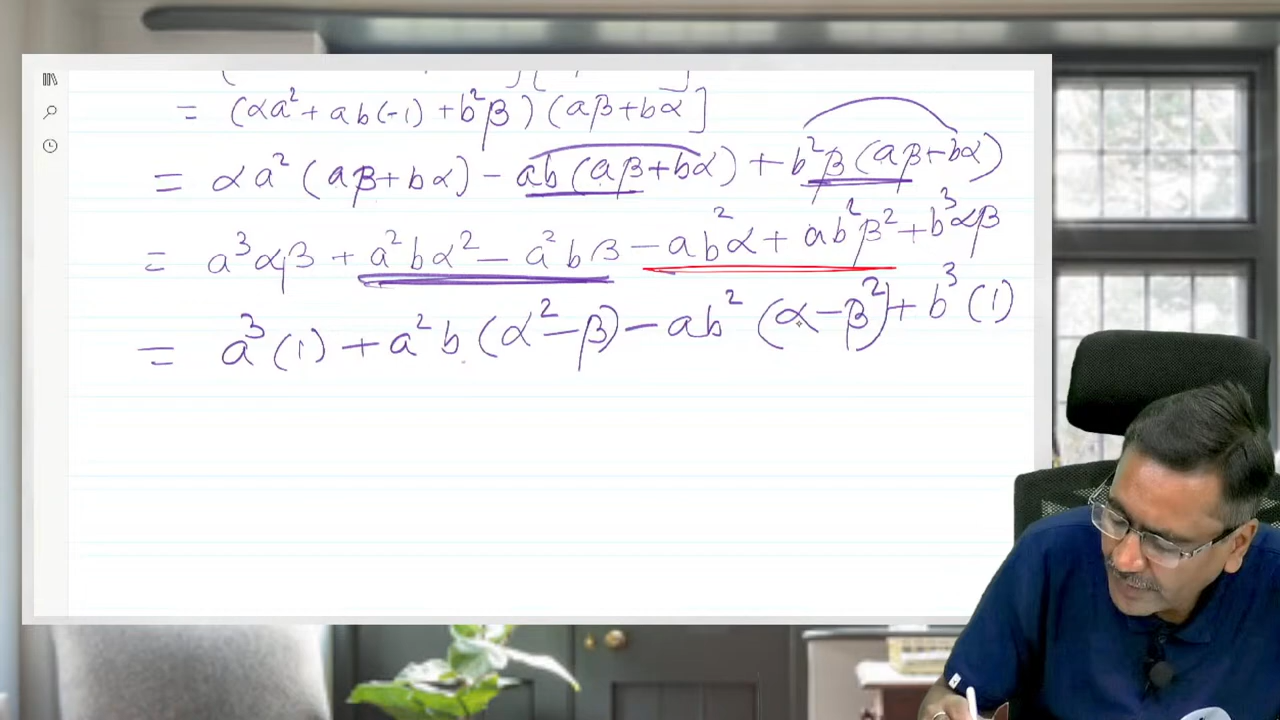 = (αa² + ab(-1) + b²β) (aβ + bα]
= αa² (aβ + bα) - ab (aβ + bα) + b²β (aβ + bα)
= a³αβ + a²bα² - a²bβ - ab²α + ab²β² + b³αβ
= a³(1) + a²b (α² - β) - ab² (α - β²) + b³(1)